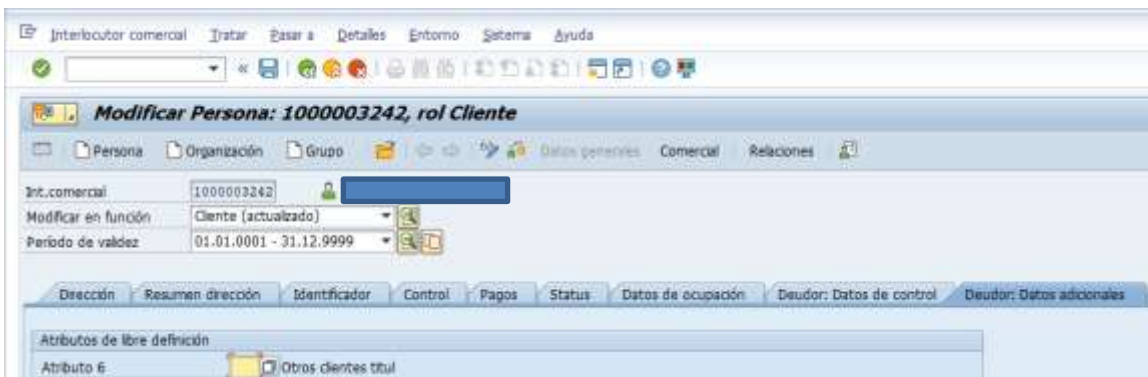 Interlocutor comercial Tratar Pasar a Detalles Entorno Sistema Ayuda
Modificar Persona: 1000003242, rol Cliente
Persona Organización Grupo Datos generales Comercial Relaciones
Int.comercial 1000003242
Modificar en función Cliente (actualizado)
Período de validez 01.01.0001 - 31.12.9999
Dirección Resumen dirección Identificador Control Pagos Status Datos de ocupación Deudor: Datos de control Deudor: Datos adicionales
Atributos de libre definición
Atributo 6 Otros clientes titul